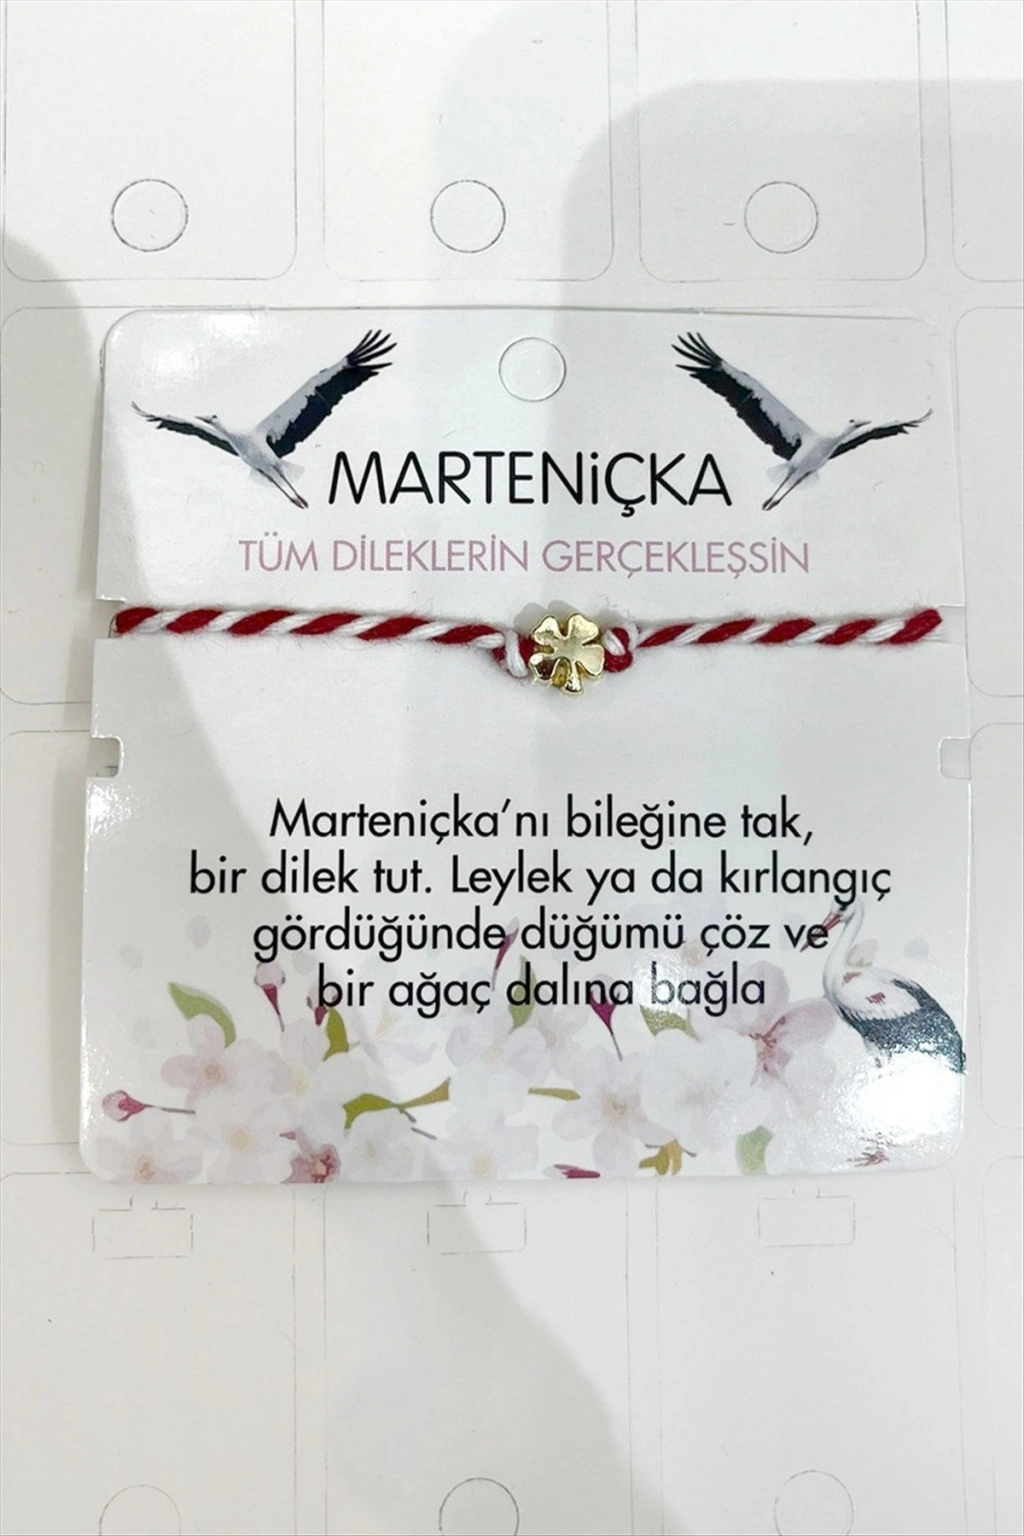 MARTENiÇKA
TÜM DİLEKLERİN GERÇEKLEŞSİN
Marteniçka'nı bileğine tak,
bir dilek tut. Leylek ya da kırlangıç
gördüğünde düğümü çöz ve
bir ağaç dalına bağla